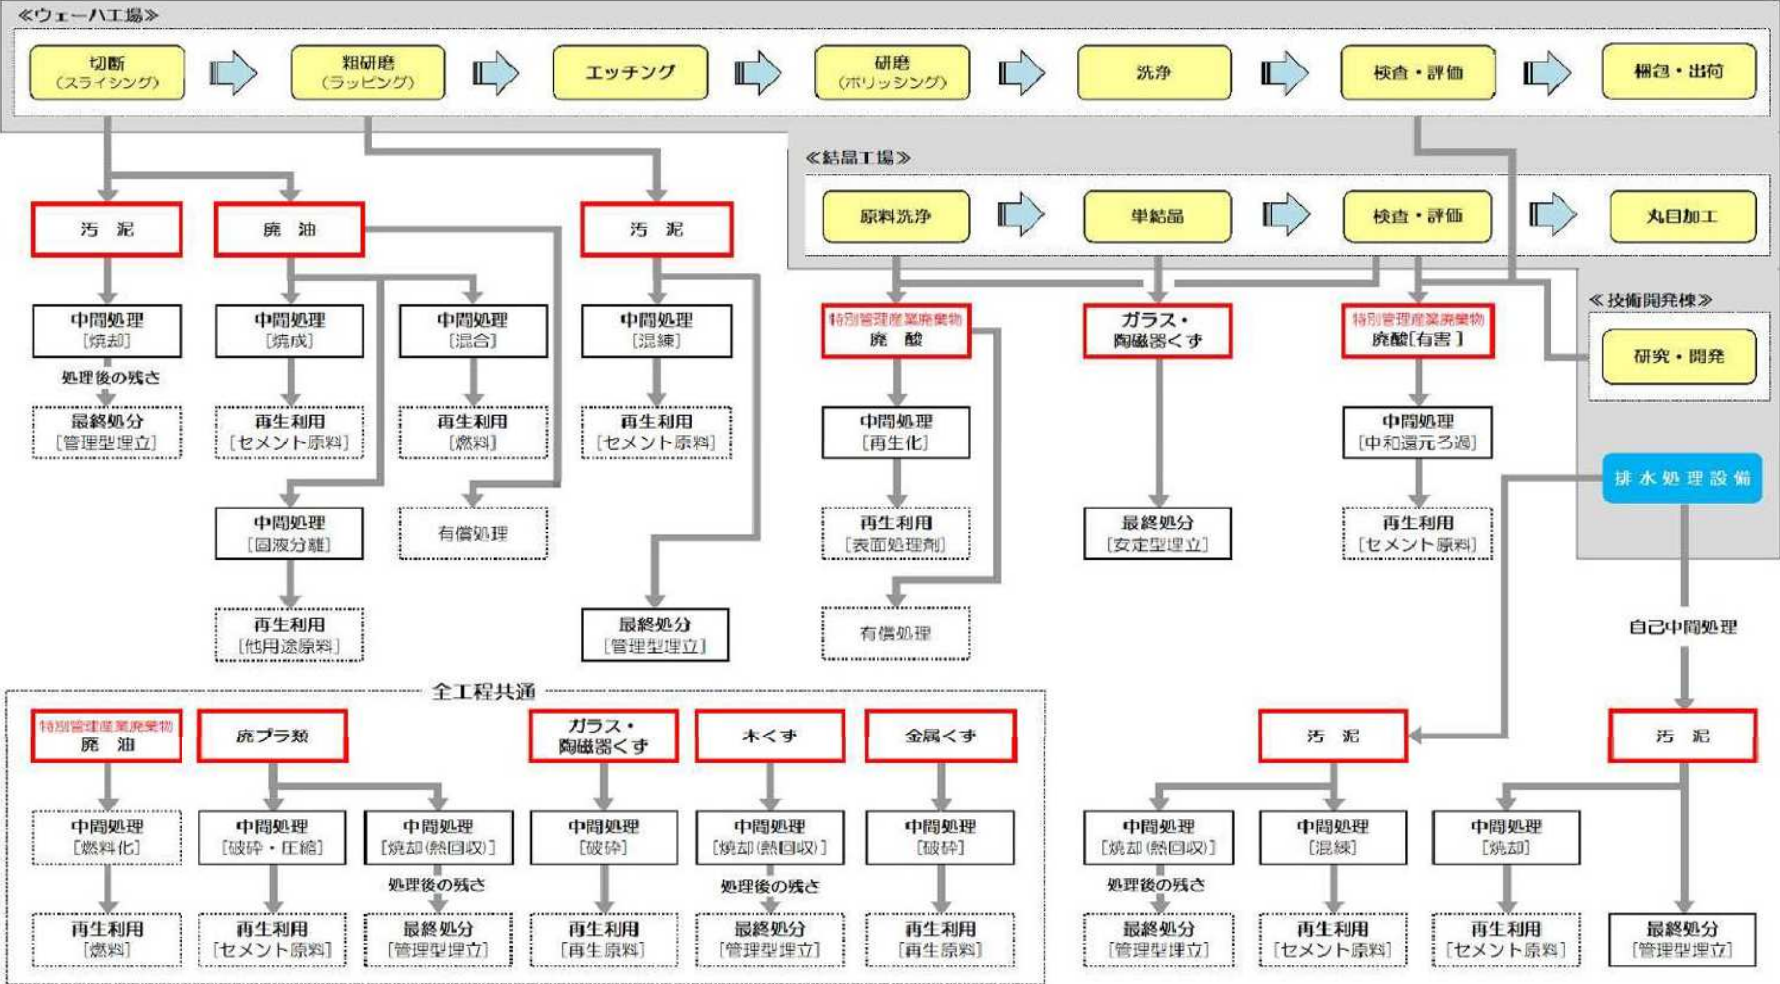 ≪ウェーハ工場≫
切断
(スライシング)
粗研磨
(ラッピング)
エッチング
研磨
(ポリッシング)
洗浄
検査・評価
梱包・出荷
≪結晶工場≫
原料洗浄
単結晶
検査・評価
丸目加工
≪技術開発棟≫
研究・開発
排水処理設備
汚泥
廃油
汚泥
中間処理
[焼却]
処理後の残さ
最終処分
[管理型埋立]
中間処理
[焼成]
再生利用
[セメント原料]
中間処理
[混合]
再生利用
[燃料]
中間処理
[固液分離]
再生利用
[他用途原料]
有償処理
中間処理
[混練]
再生利用
[セメント原料]
最終処分
[管理型埋立]
特別管理産業廃棄物
廃酸
中間処理
[再生化]
再生利用
[表面処理剤]
有償処理
ガラス・
陶磁器くず
最終処分
[安定型埋立]
特別管理産業廃棄物
廃酸[有害]
中間処理
[中和還元ろ過]
再生利用
[セメント原料]
自己中間処理
全工程共通
特別管理産業廃棄物
廃油
中間処理
[燃料化]
再生利用
[燃料]
廃プラ類
中間処理
[破砕・圧縮]
再生利用
[セメント原料]
中間処理
[焼却(熱回収)]
処理後の残さ
最終処分
[管理型埋立]
ガラス・
陶磁器くず
中間処理
[破砕]
再生利用
[再生原料]
木くず
中間処理
[焼却(熱回収)]
処理後の残さ
最終処分
[管理型埋立]
金属くず
中間処理
[破砕]
再生利用
[再生原料]
汚泥
中間処理
[焼却(熱回収)]
処理後の残さ
最終処分
[管理型埋立]
中間処理
[混練]
再生利用
[セメント原料]
汚泥
中間処理
[焼却]
再生利用
[セメント原料]
最終処分
[管理型埋立]